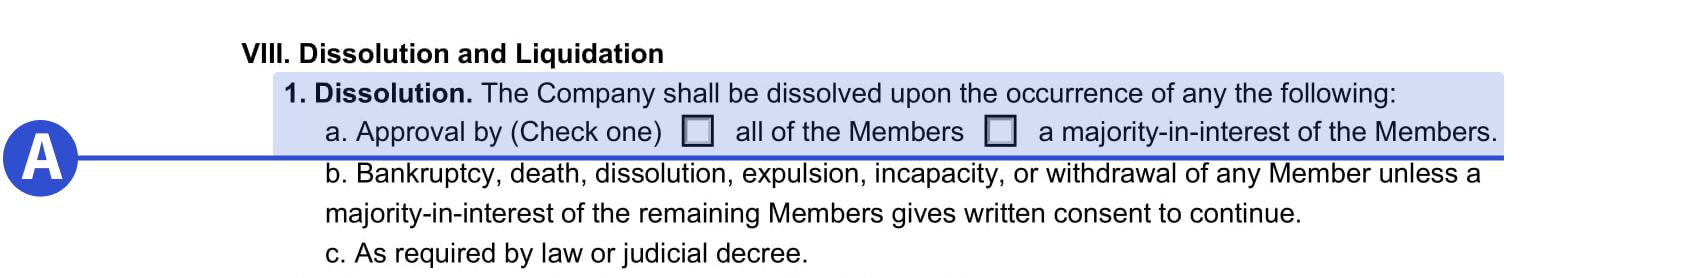 VIII. Dissolution and Liquidation
1. Dissolution. The Company shall be dissolved upon the occurrence of any the following:
a. Approval by (Check one) all of the Members a majority-in-interest of the Members.
A
b. Bankruptcy, death, dissolution, expulsion, incapacity, or withdrawal of any Member unless a
majority-in-interest of the remaining Members gives written consent to continue.
c. As required by law or judicial decree.